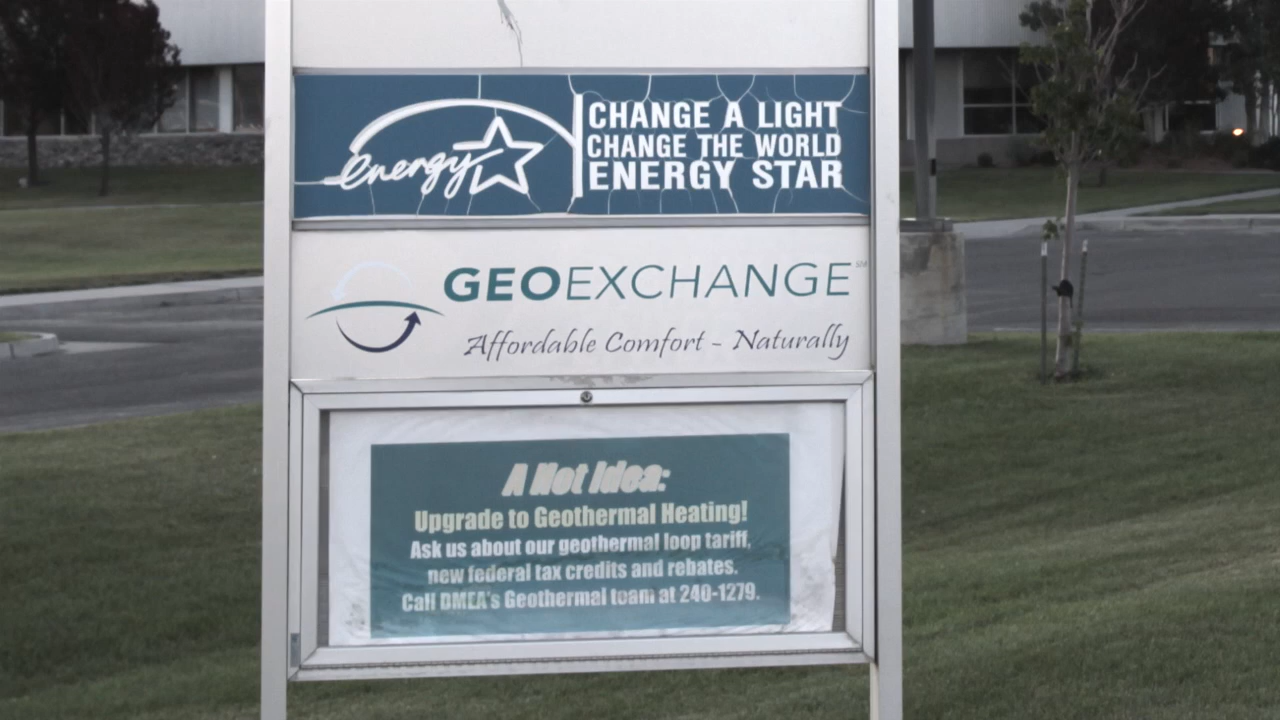 energy
CHANGE A LIGHT
CHANGE THE WORLD
ENERGY STAR
GEOEXCHANGE SM
Affordable Comfort - Naturally
A Hot Idea:
Upgrade to Geothermal Heating!
Ask us about our geothermal loop tariff,
new federal tax credits and rebates.
Call DMEA's Geothermal team at 240-1279.